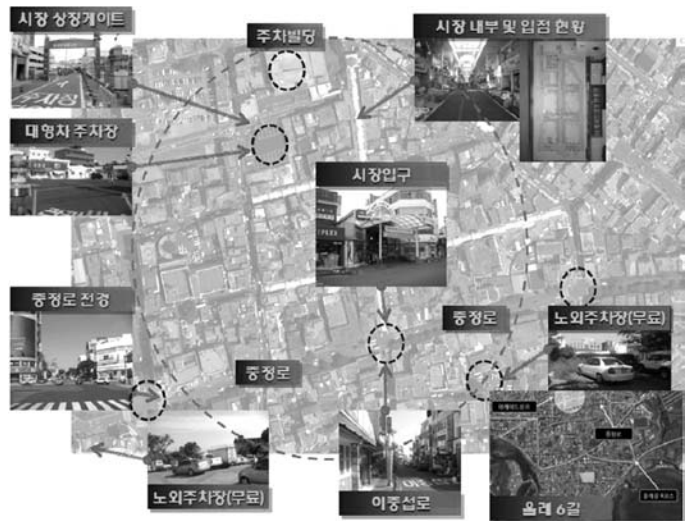 시장 상징게이트
주차빌딩
시장 내부 및 입점 현황
대형차 주차장
시장입구
중정로 전경
중정로
노외주차장(무료)
중정로
노외주차장(무료)
이중섭로
올레 6길